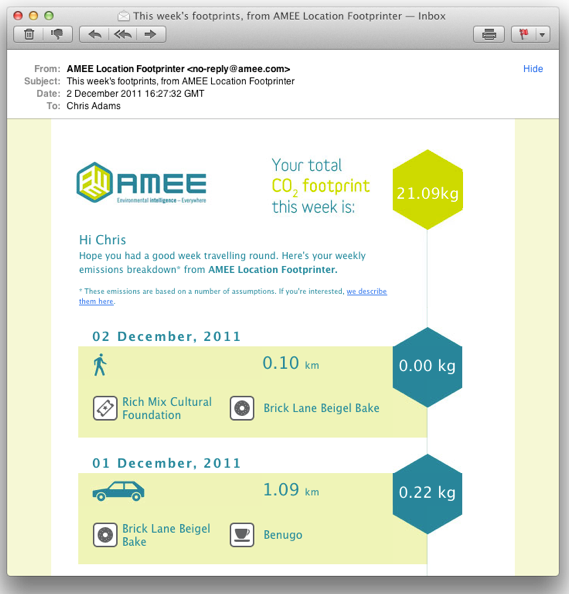 This week's footprints, from AMEE Location Footprinter — Inbox
From: AMEE Location Footprinter <no-reply@amee.com>
Hide
Subject: This week's footprints, from AMEE Location Footprinter
Date: 2 December 2011 16:27:32 GMT
To: Chris Adams
AMEE
Environmental intelligence – Everywhere
Your total
CO2 footprint
this week is:
21.09kg
Hi Chris
Hope you had a good week travelling round. Here's your weekly
emissions breakdown* from AMEE Location Footprinter.
* These emissions are based on a number of assumptions. If you're interested, we describe
them here.
02 December, 2011
0.10 km
0.00 kg
Rich Mix Cultural
Foundation
Brick Lane Beigel Bake
01 December, 2011
1.09 km
0.22 kg
Brick Lane Beigel
Bake
Benugo